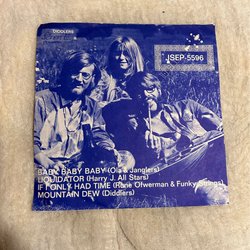 DIDDLERS
JSEP-5596
BABY, BABY BABY (Ola & Janglers)
LIQUIDATOR (Harry J. All Stars)
IF I ONLY HAD TIME (Rane Ofwerman & Funky Strings)
MOUNTAIN DEW (Diddlers)